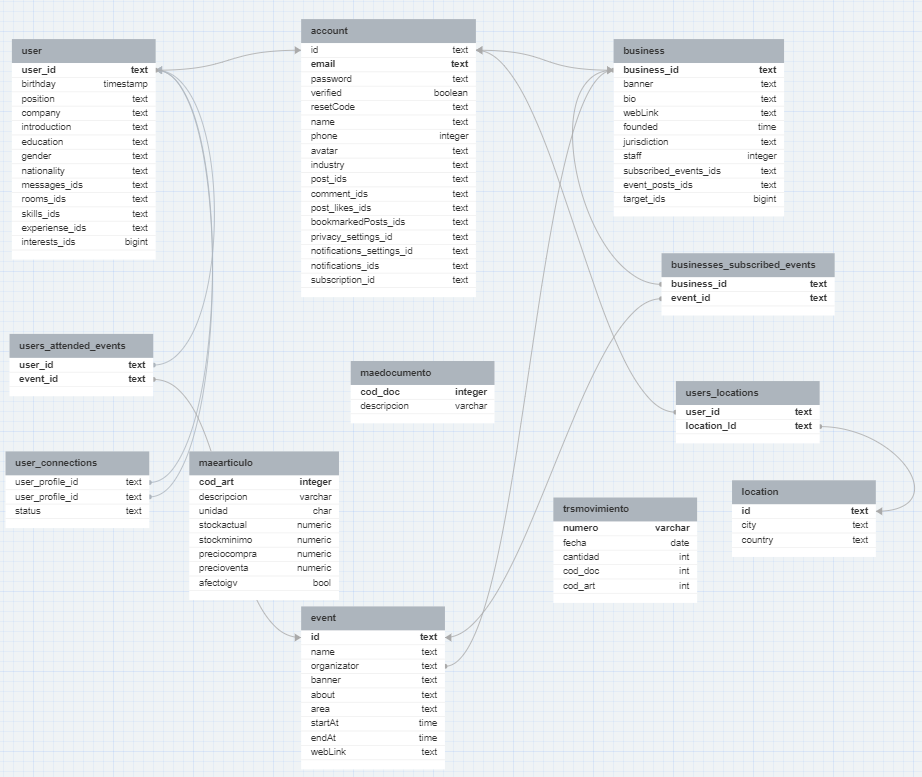 user
user_id text
birthday timestamp
position text
company text
introduction text
education text
gender text
nationality text
messages_ids text
rooms_ids text
skills_ids text
experiense_ids text
interests_ids bigint
account
id text
email text
password text
verified boolean
resetCode text
name text
phone integer
avatar text
industry text
post_ids text
comment_ids text
post_likes_ids text
bookmarkedPosts_ids text
privacy_settings_id text
notifications_settings_id text
notifications_ids text
subscription_id text
business
business_id text
banner text
bio text
webLink text
founded time
jurisdiction text
staff integer
subscribed_events_ids text
event_posts_ids text
target_ids bigint
businesses_subscribed_events
business_id text
event_id text
users_attended_events
user_id text
event_id text
maedocumento
cod_doc integer
descripcion varchar
users_locations
user_id text
location_Id text
user_connections
user_profile_id text
user_profile_id text
status text
maearticulo
cod_art integer
descripcion varchar
unidad char
stockactual numeric
stockminimo numeric
preciocompra numeric
precioventa numeric
afectoigv bool
trsmovimiento
numero varchar
fecha date
cantidad int
cod_doc int
cod_art int
location
id text
city text
country text
event
id text
name text
organizator text
banner text
about text
area text
startAt time
endAt time
webLink text